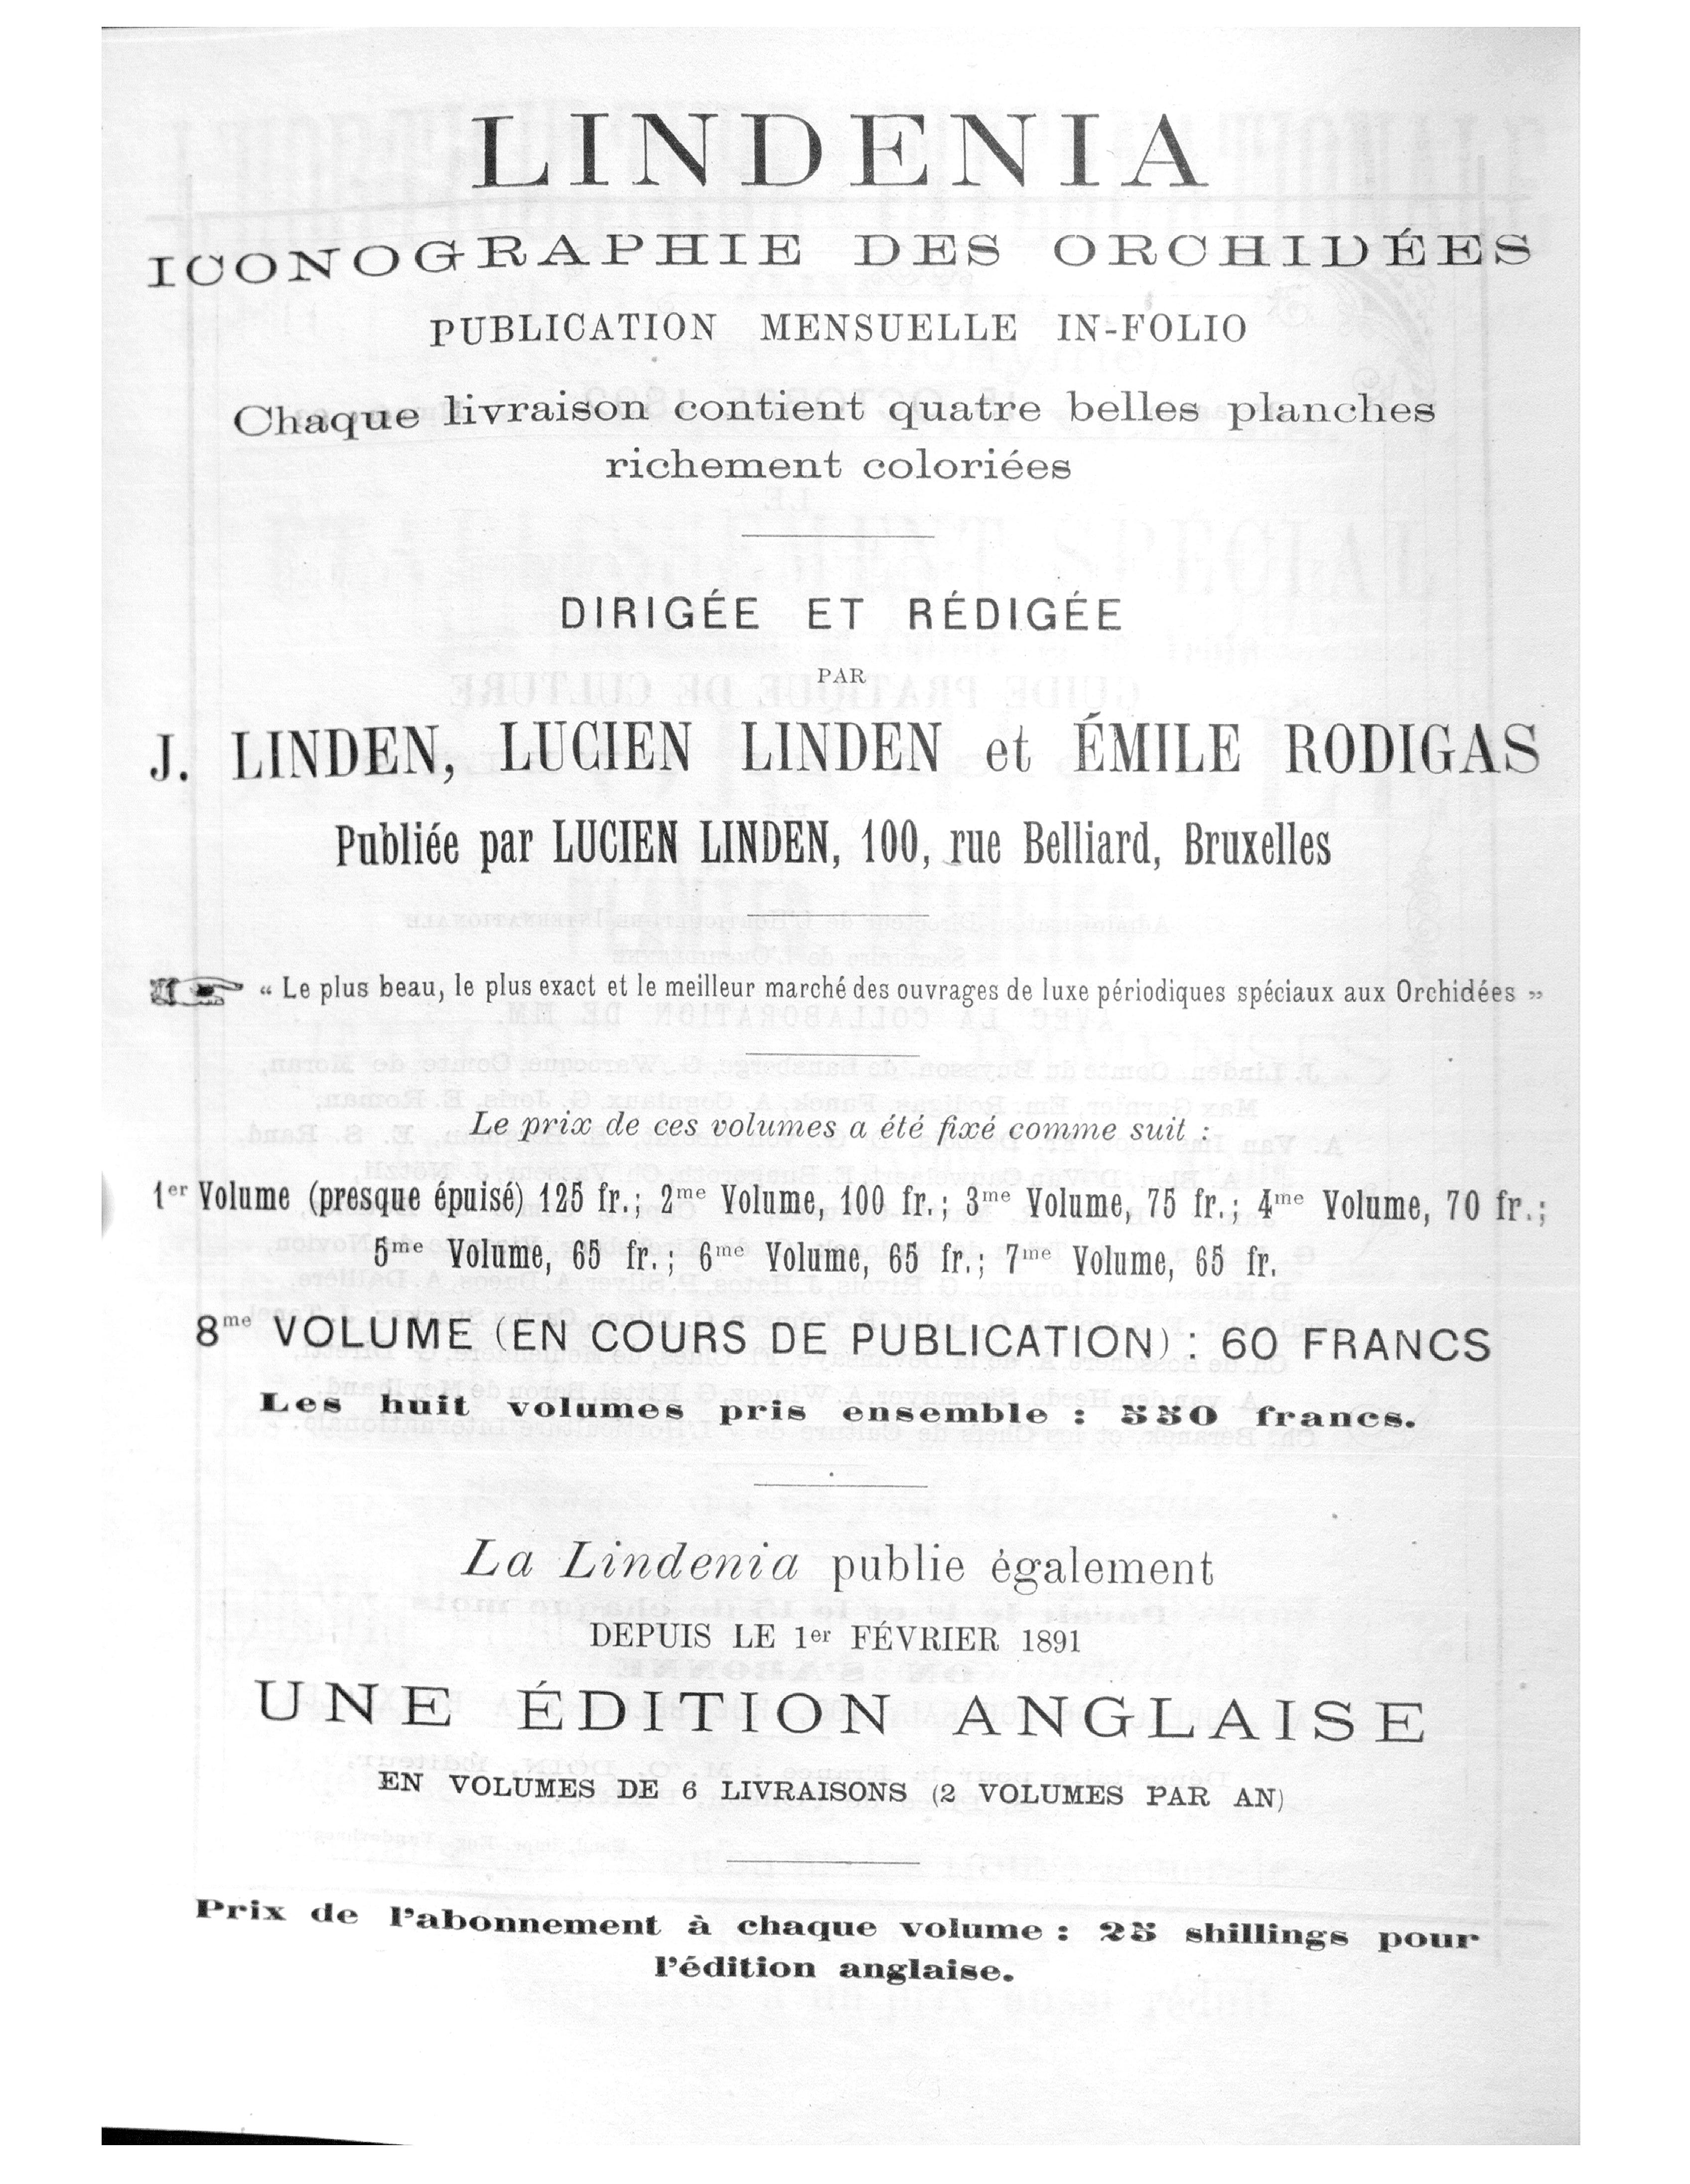 LINDENIA
ICONOGRAPHIE DES ORCHIDÉES
PUBLICATION MENSUELLE IN-FOLIO
Chaque livraison contient quatre belles planches
richement coloriées
DIRIGÉE ET RÉDIGÉE
PAR
J. LINDEN, LUCIEN LINDEN et ÉMILE RODIGAS
Publiée par LUCIEN LINDEN, 100, rue Belliard, Bruxelles
“ Le plus beau, le plus exact et le meilleur marché des ouvrages de luxe périodiques spéciaux aux Orchidées ”
Le prix de ces volumes a été fixé comme suit :
1er Volume (presque épuisé) 125 fr.; 2me Volume, 100 fr.; 3me Volume, 75 fr.; 4me Volume, 70 fr.;
5me Volume, 65 fr.; 6me Volume, 65 fr.; 7me Volume, 65 fr.
8me VOLUME (EN COURS DE PUBLICATION) : 60 FRANCS
Les huit volumes pris ensemble : 550 francs.
La Lindenia publie également
DEPUIS LE 1er FÉVRIER 1891
UNE ÉDITION ANGLAISE
EN VOLUMES DE 6 LIVRAISONS (2 VOLUMES PAR AN)
Prix de l'abonnement à chaque volume : 25 shillings pour
l'édition anglaise.